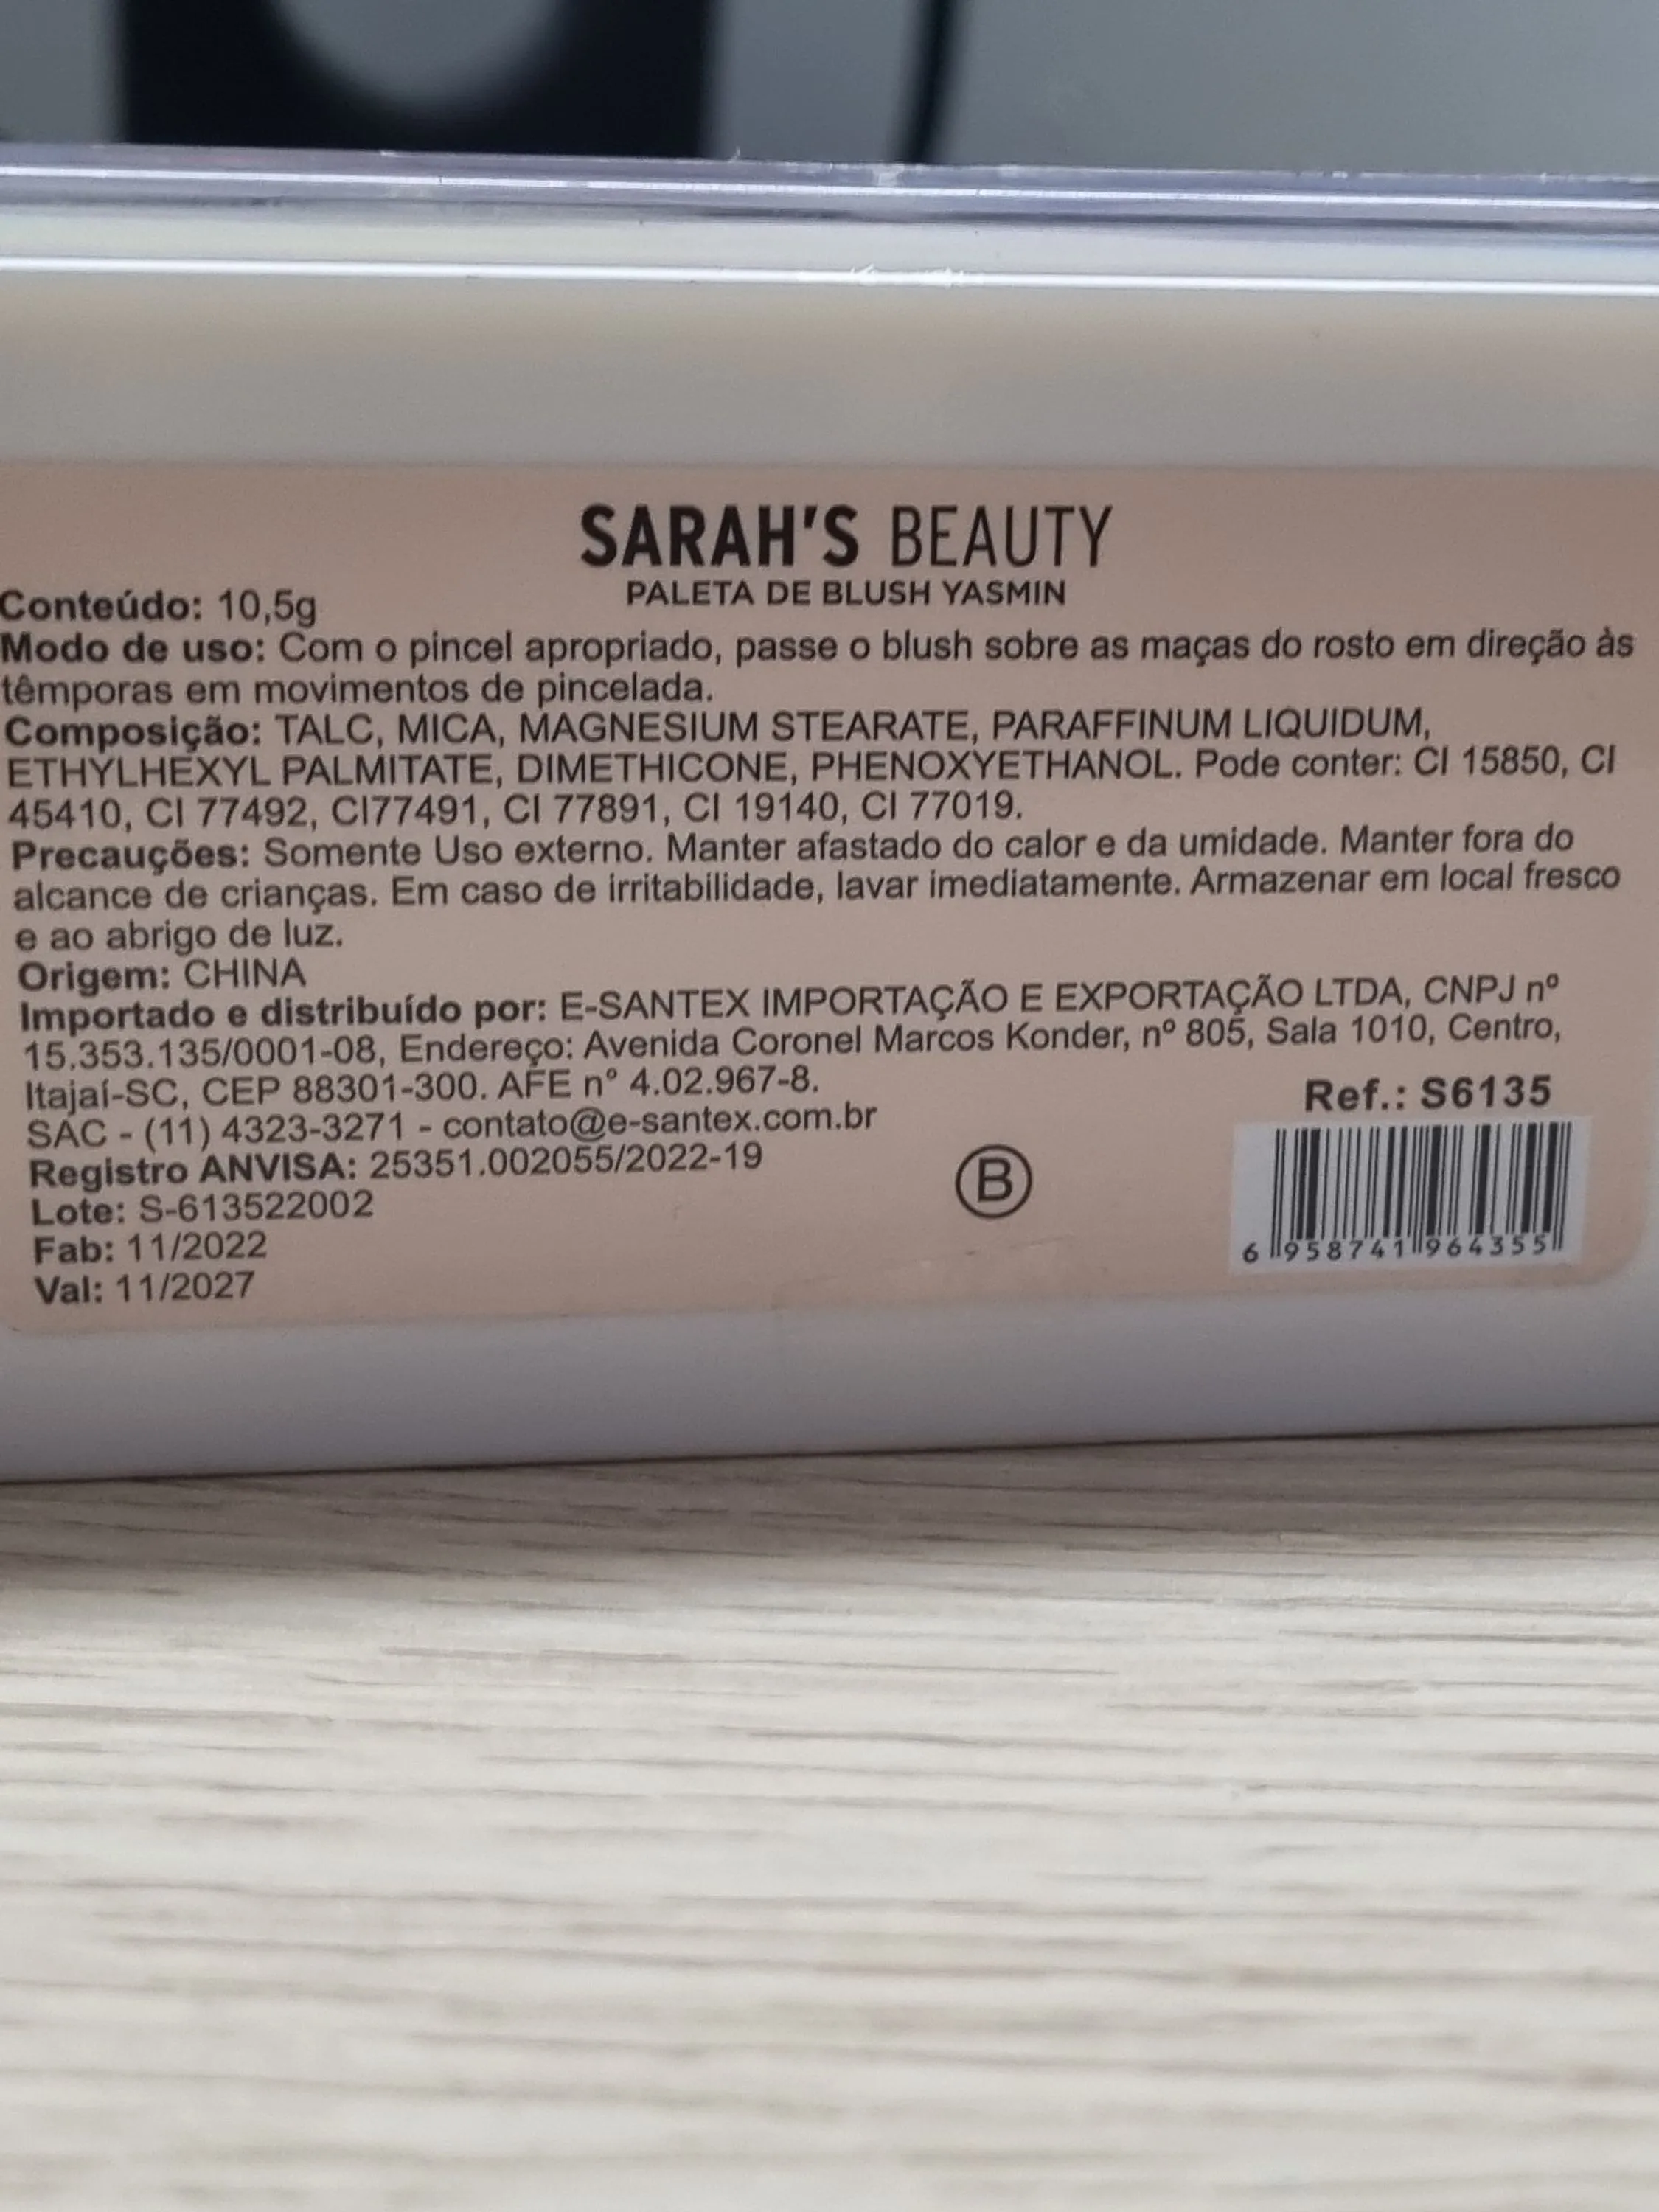 SARAH'S BEAUTY
PALETA DE BLUSH YASMIN
Conteúdo: 10,5g
Modo de uso: Com o pincel apropriado, passe o blush sobre as maças do rosto em direção às
têmporas em movimentos de pincelada.
Composição: TALC, MICA, MAGNESIUM STEARATE, PARAFFINUM LIQUIDUM,
ETHYLHEXYL PALMITATE, DIMETHICONE, PHENOXYETHANOL. Pode conter: CI 15850, CI
45410, CI 77492, CI77491, CI 77891, CI 19140, CI 77019.
Precauções: Somente Uso externo. Manter afastado do calor e da umidade. Manter fora do
alcance de crianças. Em caso de irritabilidade, lavar imediatamente. Armazenar em local fresco
e ao abrigo de luz.
Origem: CHINA
Importado e distribuído por: E-SANTEX IMPORTAÇÃO E EXPORTAÇÃO LTDA, CNPJ nº
15.353.135/0001-08, Endereço: Avenida Coronel Marcos Konder, nº 805, Sala 1010, Centro,
Itajaí-SC, CEP 88301-300. AFE n° 4.02.967-8.
SAC - (11) 4323-3271 - contato@e-santex.com.br
Registro ANVISA: 25351.002055/2022-19
Lote: S-613522002
Fab: 11/2022
Val: 11/2027
B
Ref.: S6135
6 958741 964355